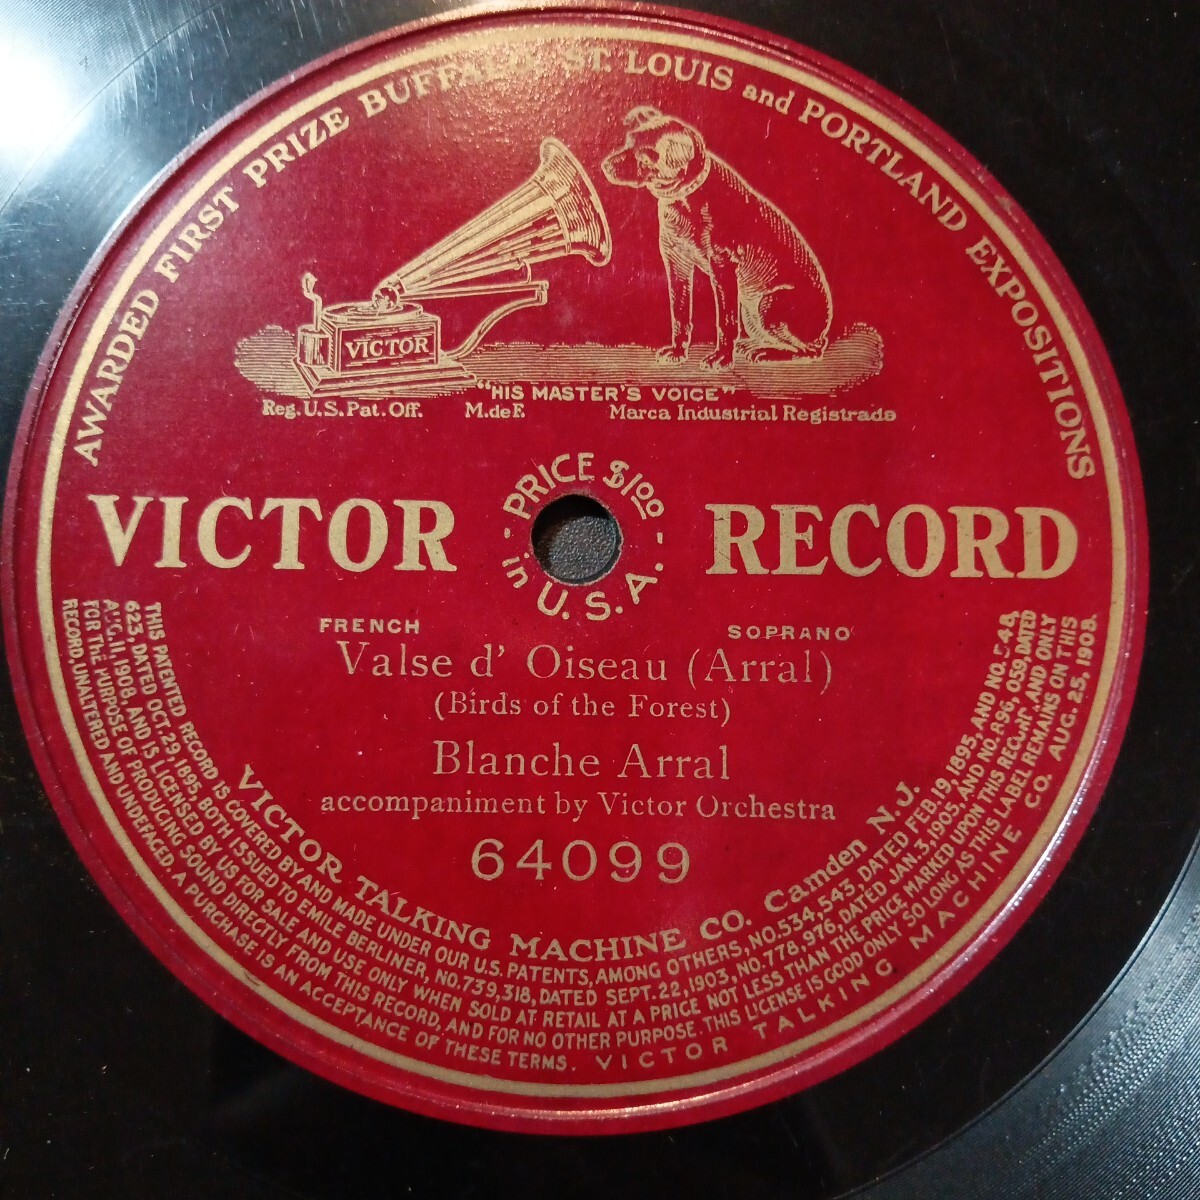 AWARDED FIRST PRIZE BUFFALO, ST. LOUIS and PORTLAND EXPOSITIONS
VICTOR
"HIS MASTER'S VOICE"
Reg. U.S. Pat. Off. M. de F. Marca Industrial Registrada
PRICE $1.00
in U.S.A.
VICTOR RECORD
FRENCH SOPRANO
Valse d' Oiseau (Arral)
(Birds of the Forest)
Blanche Arral
accompaniment by Victor Orchestra
64099
VICTOR TALKING MACHINE CO. Camden N.J.
THIS PATENTED RECORD IS COVERED BY AND MADE UNDER OUR U.S. PATENTS, AMONG OTHERS, NO. 534,543, DATED FEB. 19, 1895, AND NO. 548,
623, DATED OCT. 29, 1895, BOTH ISSUED TO EMILE BERLINER, NO. 739,318, DATED SEPT. 22, 1903, NO. 778,976, DATED JAN. 3, 1905, AND NO. 896,059, DATED
AUG. 11, 1908, AND IS LICENSED BY US FOR SALE AND USE ONLY WHEN SOLD AT RETAIL AT A PRICE NOT LESS THAN THE PRICE MARKED UPON THIS RECORD, AND ONLY
FOR THE PURPOSE OF PRODUCING SOUND DIRECTLY FROM THIS RECORD, AND FOR NO OTHER PURPOSE. THIS LICENSE IS GOOD ONLY SO LONG AS THIS LABEL REMAINS ON THIS
RECORD, UNALTERED AND UNDEFACED. A PURCHASE IS AN ACCEPTANCE OF THESE TERMS. VICTOR TALKING MACHINE CO. AUG. 25, 1908.